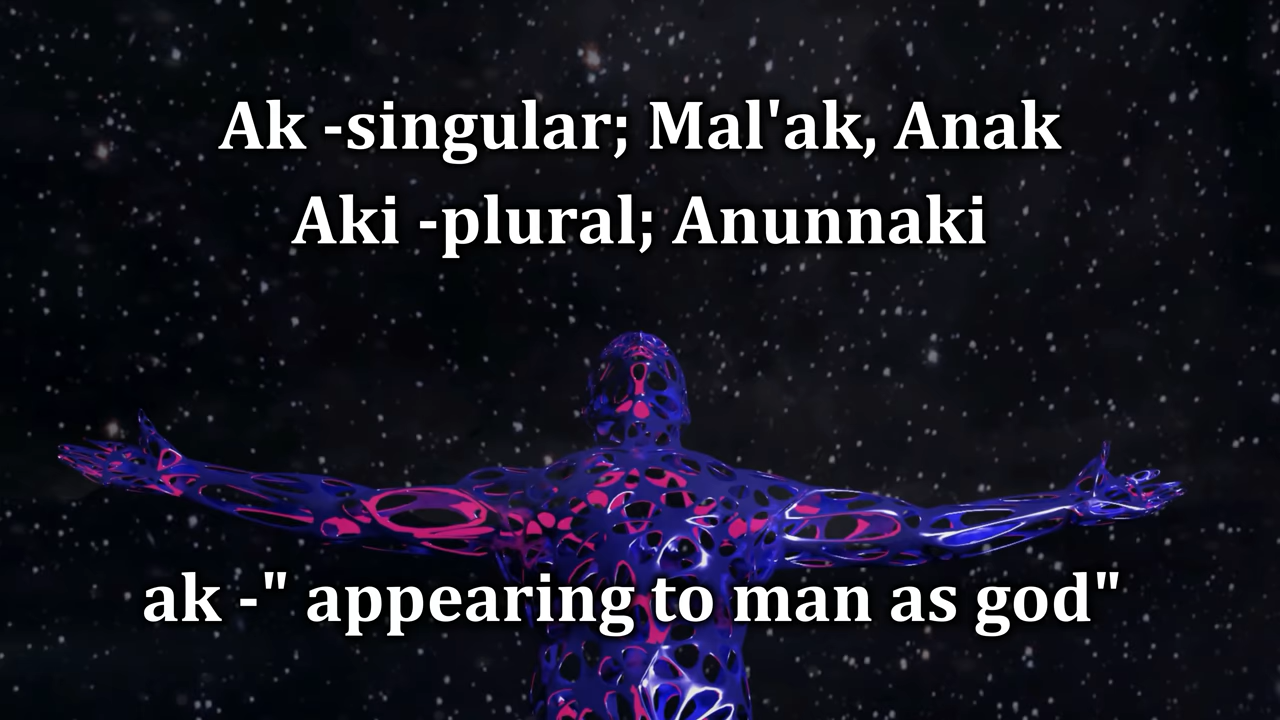 Ak -singular; Mal'ak, Anak
Aki -plural; Anunnaki
ak -" appearing to man as god"